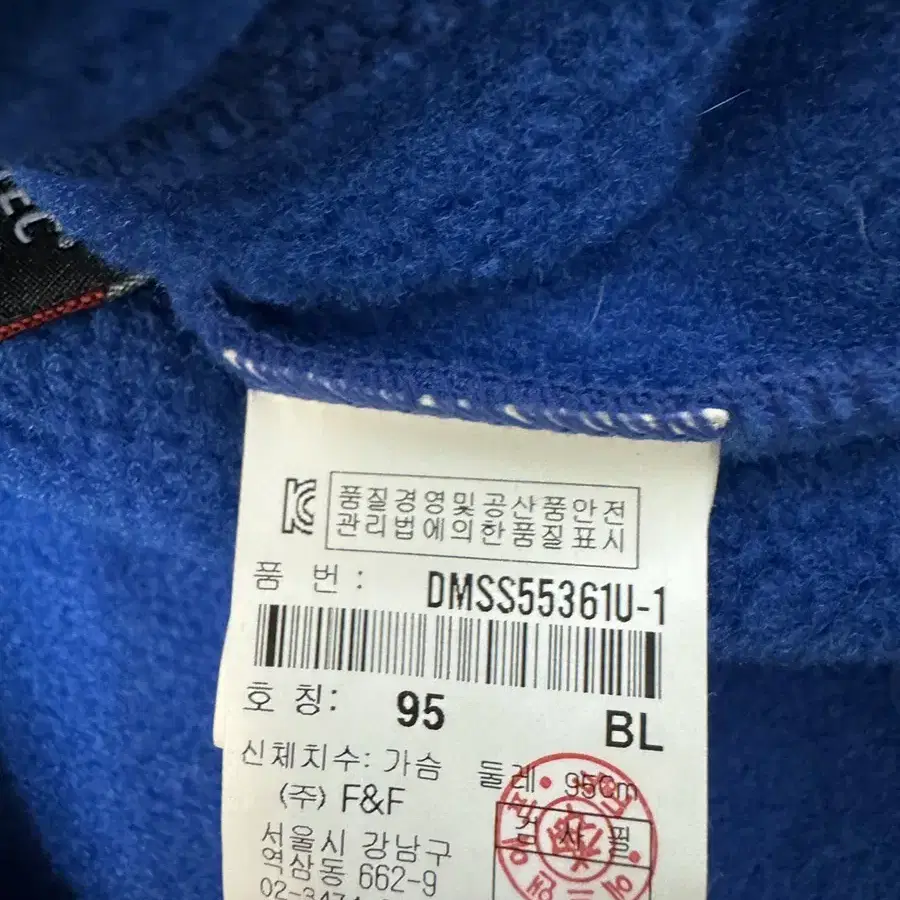 EC
KC
품질경영및공산품안전
관리법에의한품질표시
품 번 : DMSS55361U-1
호 칭: 95 BL
신체치수: 가슴 둘레 95Cm
(주) F&F
검 사 필
서울시 강남구
역삼동 662-9